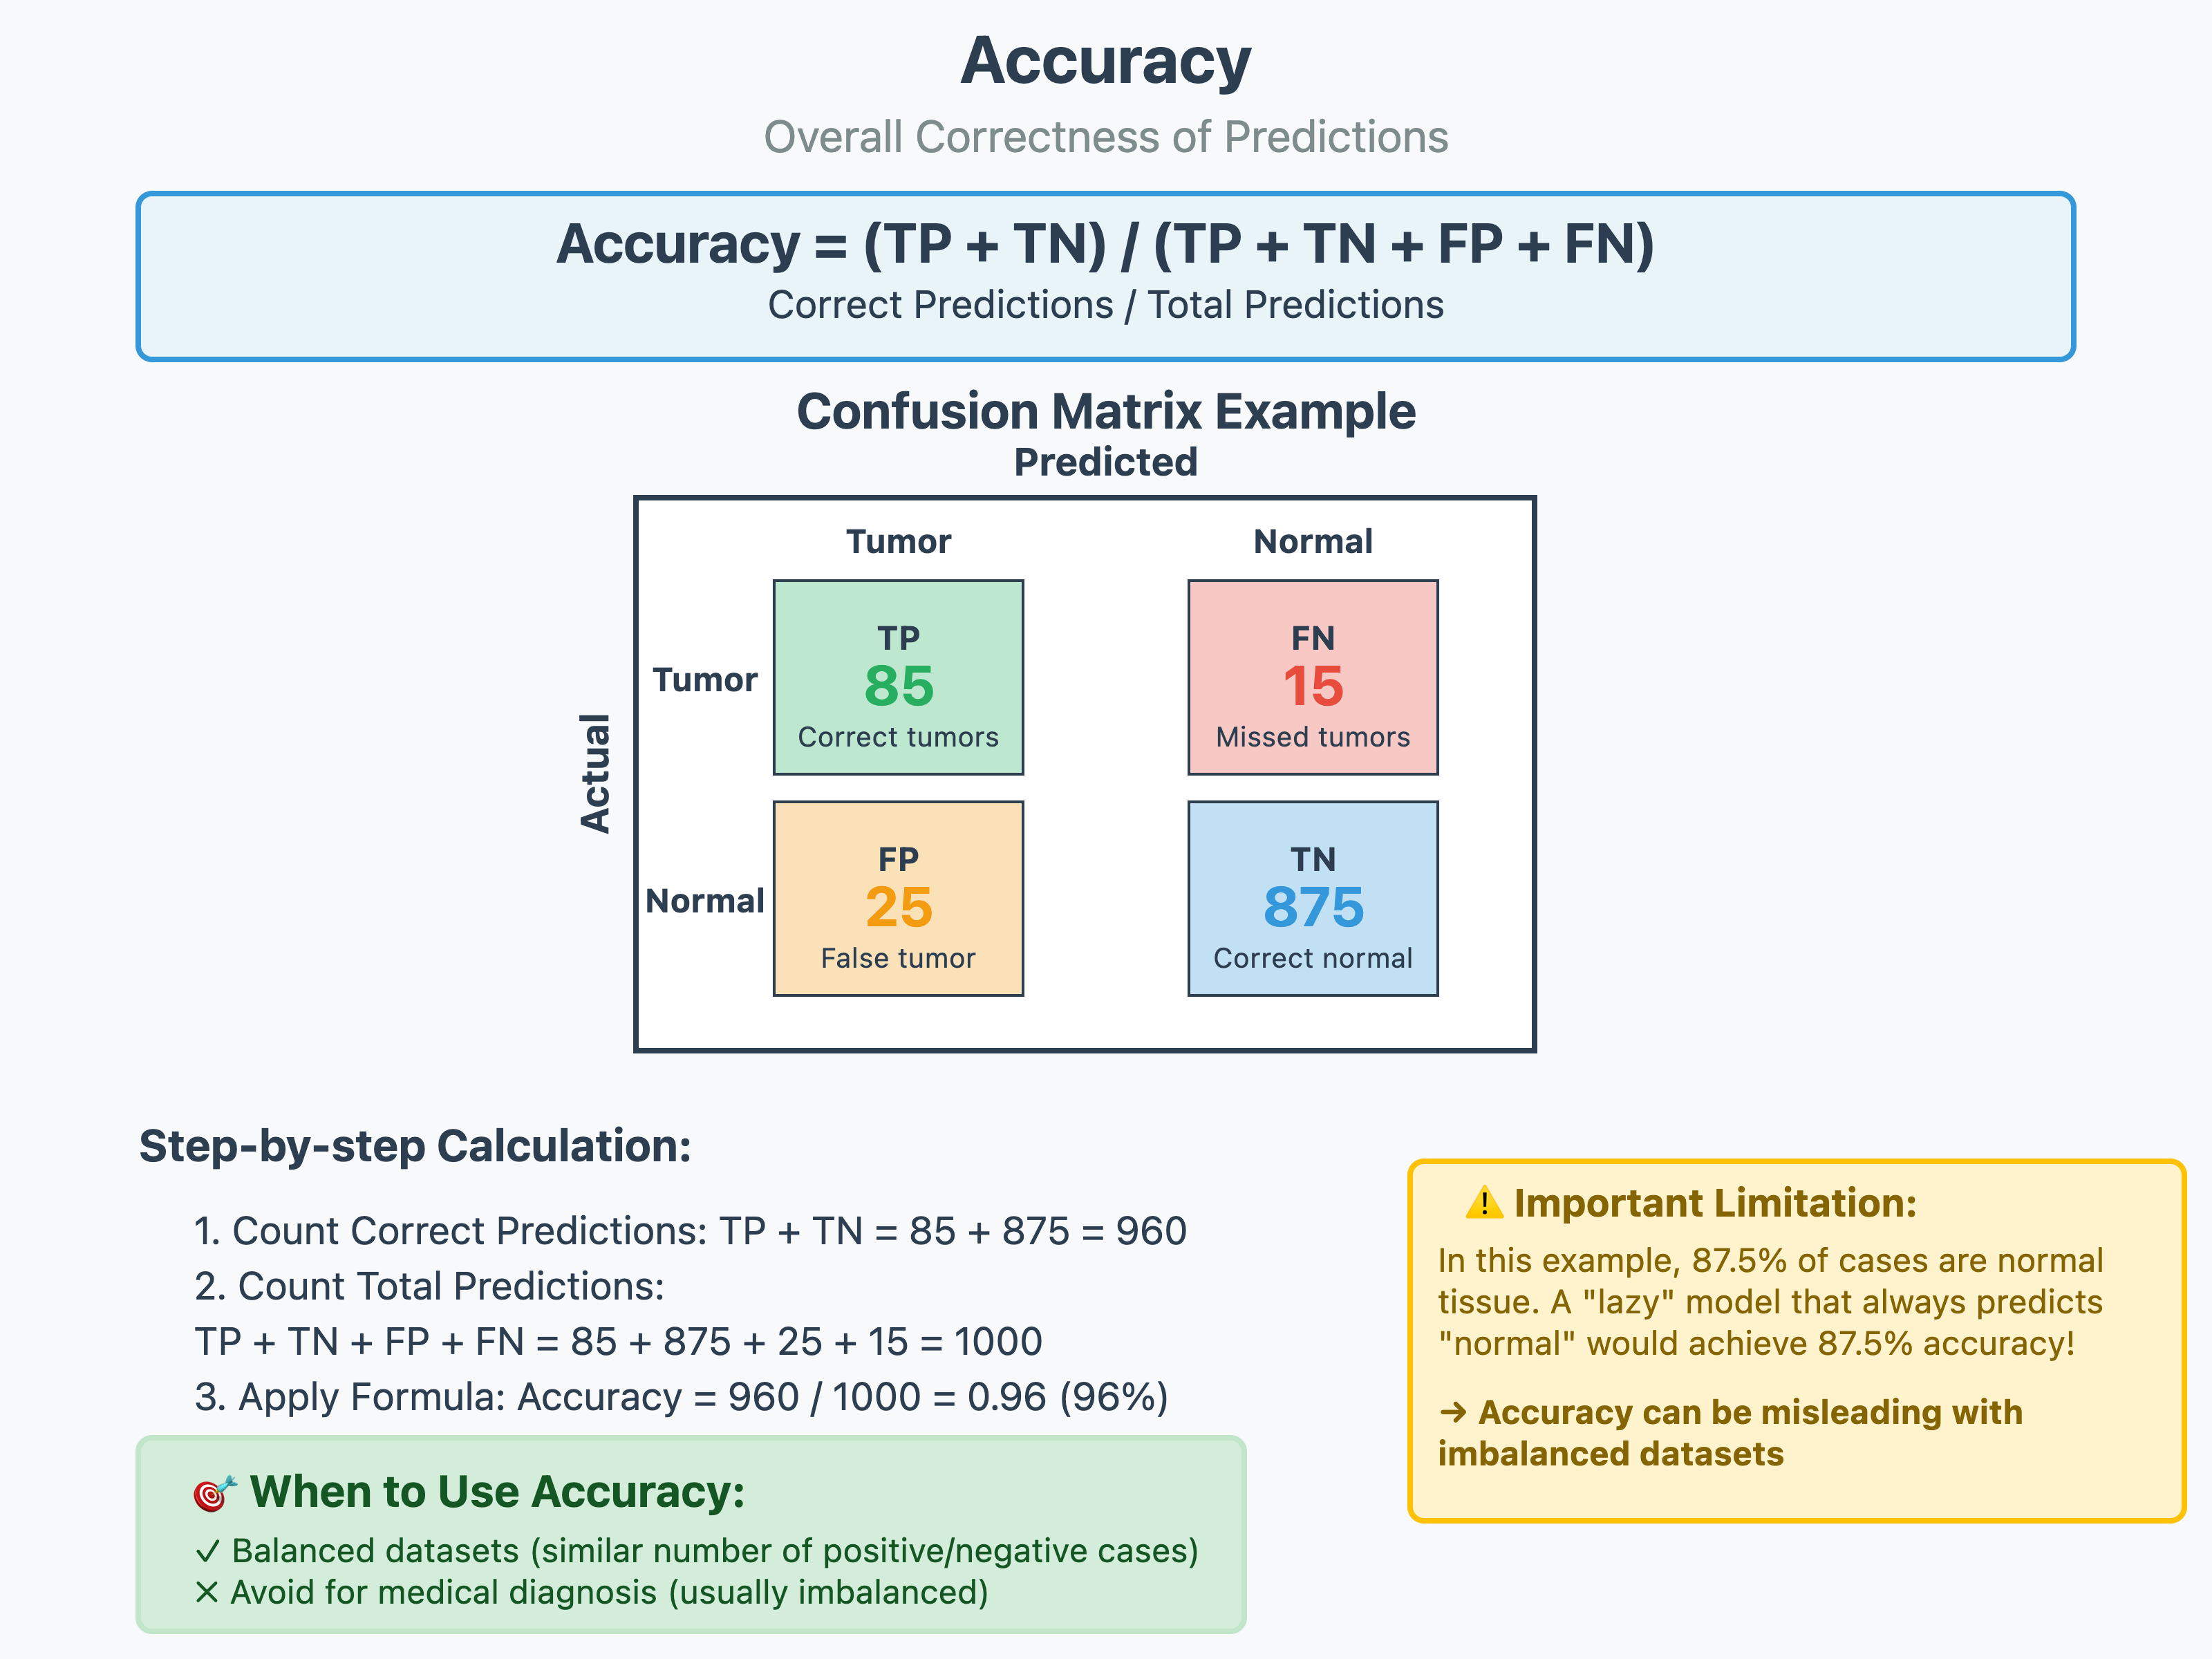 Accuracy
Overall Correctness of Predictions
Accuracy = (TP + TN) / (TP + TN + FP + FN)
Correct Predictions / Total Predictions
Confusion Matrix Example
Predicted
Tumor
Normal
Actual
Tumor
TP
85
Correct tumors
FN
15
Missed tumors
Normal
FP
25
False tumor
TN
875
Correct normal
Step-by-step Calculation:
1. Count Correct Predictions: TP + TN = 85 + 875 = 960
2. Count Total Predictions:
TP + TN + FP + FN = 85 + 875 + 25 + 15 = 1000
3. Apply Formula: Accuracy = 960 / 1000 = 0.96 (96%)
⚠️ Important Limitation:
In this example, 87.5% of cases are normal
tissue. A "lazy" model that always predicts
"normal" would achieve 87.5% accuracy!
→ Accuracy can be misleading with
imbalanced datasets
🎯 When to Use Accuracy:
✓ Balanced datasets (similar number of positive/negative cases)
✕ Avoid for medical diagnosis (usually imbalanced)